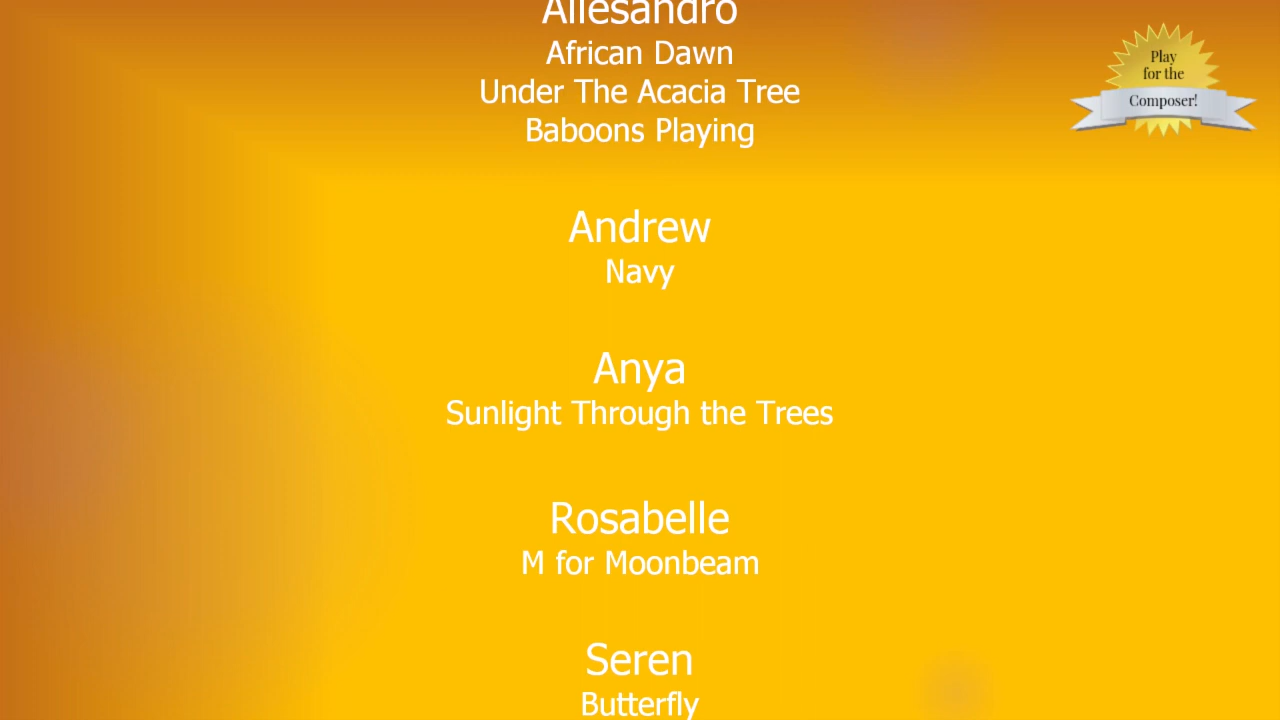 Allesandro
African Dawn
Under The Acacia Tree
Baboons Playing
Andrew
Navy
Anya
Sunlight Through the Trees
Rosabelle
M for Moonbeam
Seren
Butterfly
Play
for the
Composer!